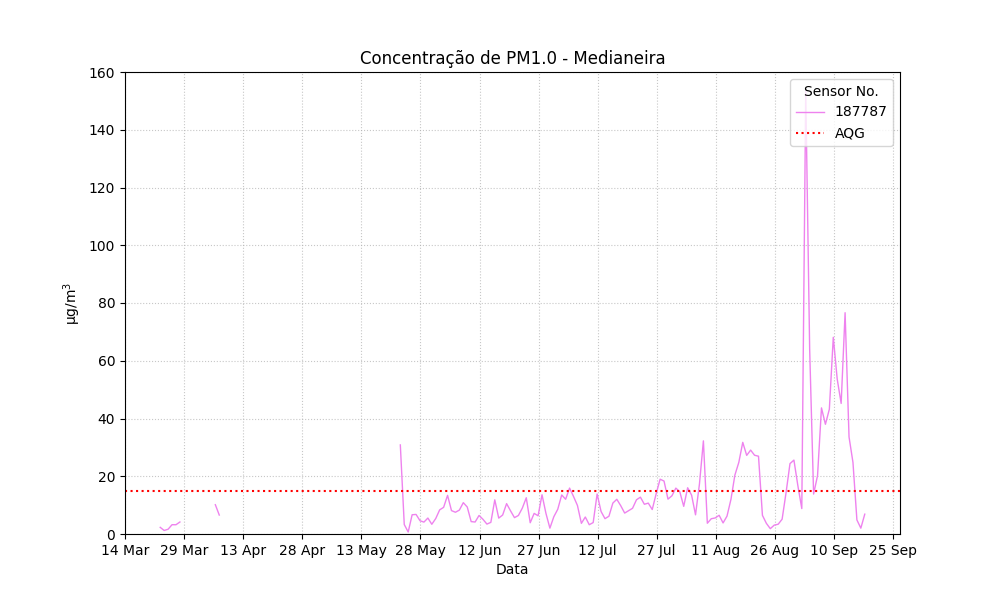 Concentração de PM1.0 - Medianeira
160
140
120
100
80
60
40
20
0
µg/m³
Sensor No.
187787
AQG
14 Mar 29 Mar 13 Apr 28 Apr 13 May 28 May 12 Jun 27 Jun 12 Jul 27 Jul 11 Aug 26 Aug 10 Sep 25 Sep
Data